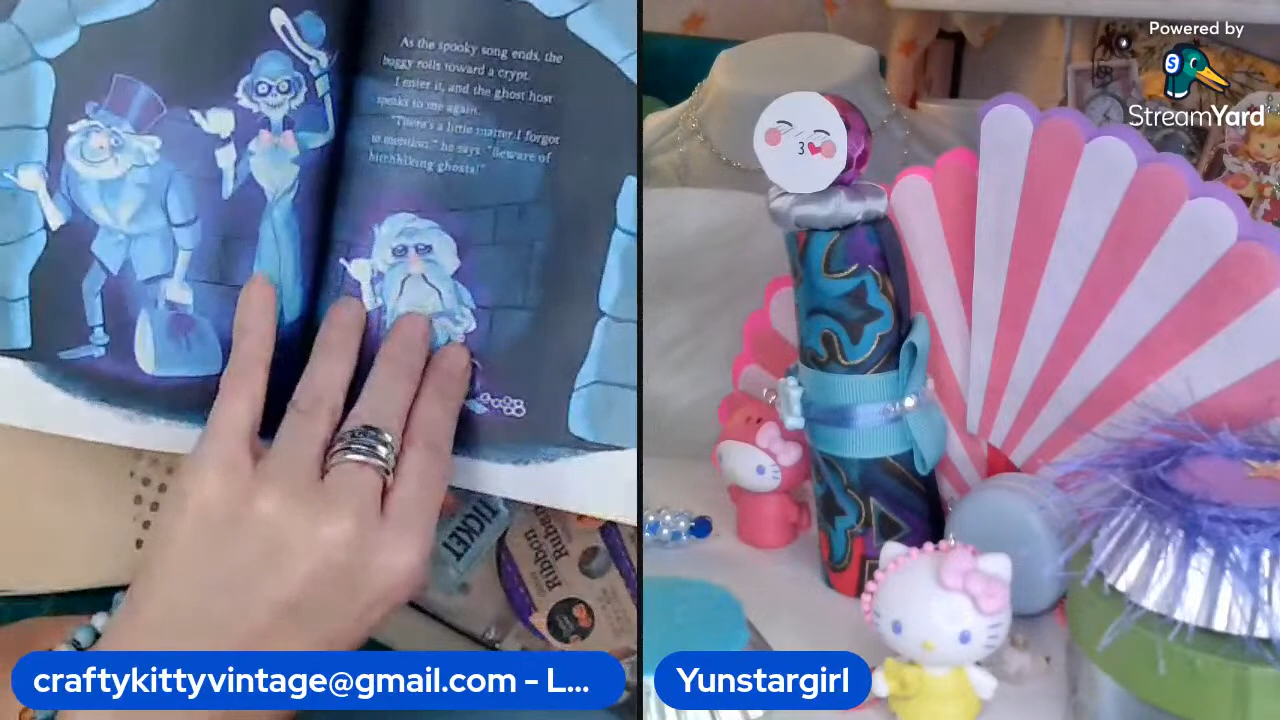 As the spooky song ends, the
buggy rolls toward a crypt.
I enter it, and the ghost host
speaks to me again.
"There's a little matter I forgot
to mention," he says. "Beware of
hitchhiking ghosts!"
TICKET
Ribbon
Ruban
craftykittyvintage@gmail.com - L...
Powered by
S
StreamYard
3
Yunstargirl